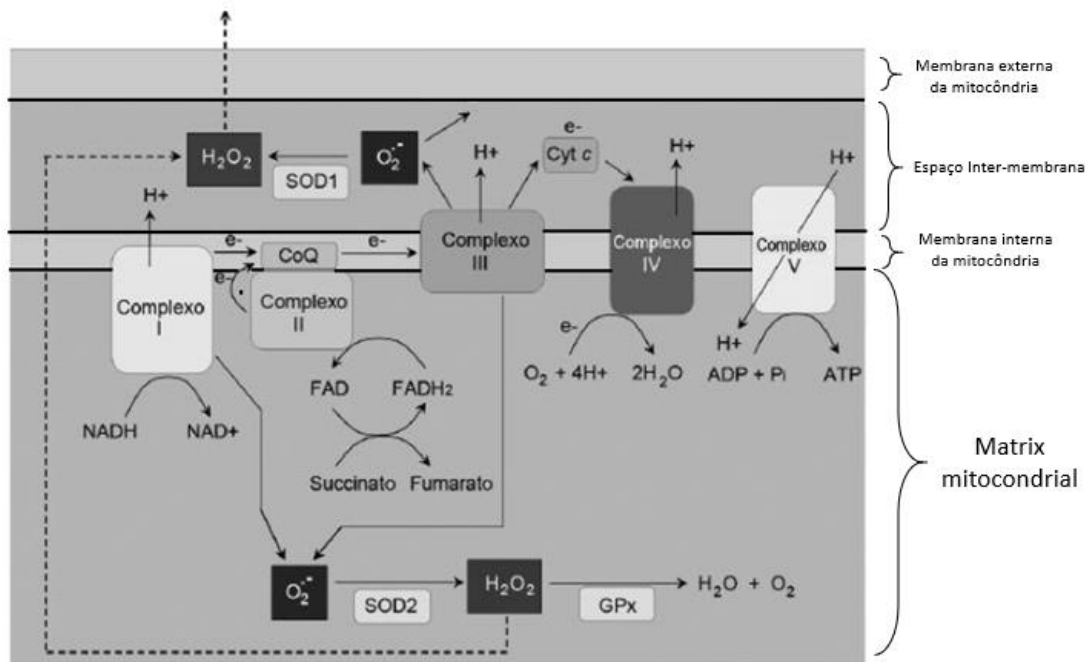 Membrana externa
da mitocôndria
Espaço Inter-membrana
Membrana interna
da mitocôndria
Matrix
mitocondrial
H₂O₂
SOD1
O₂·-
H+
e-
Cyt c
H+
H+
H+
e-
CoQ
e-
e-
Complexo
I
Complexo
II
Complexo
III
Complexo
IV
Complexo
V
e-
H+
O₂ + 4H+
2H₂O
ADP + Pi
ATP
FAD
FADH₂
NADH
NAD+
Succinato
Fumarato
O₂·-
SOD2
H₂O₂
GPx
H₂O + O₂